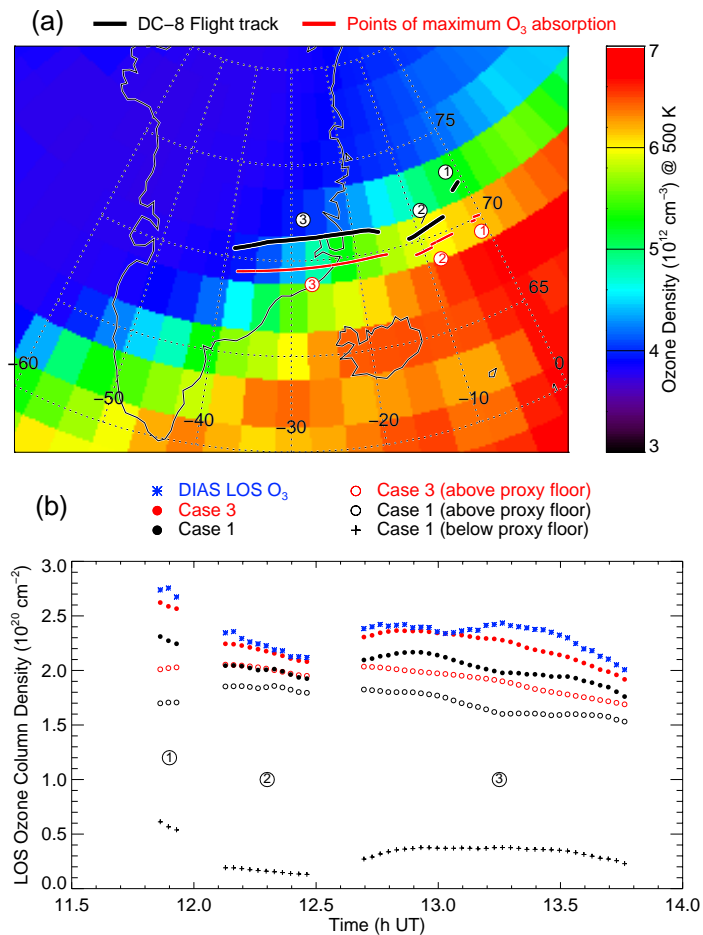 (a)
DC−8 Flight track
Points of maximum O3 absorption
75
70
65
−60
−50
−40
−30
−20
−10
0
1
2
3
1
2
3
7
6
5
4
3
Ozone Density (10^12 cm^−3) @ 500 K
(b)
DIAS LOS O3
Case 3
Case 1
Case 3 (above proxy floor)
Case 1 (above proxy floor)
Case 1 (below proxy floor)
LOS Ozone Column Density (10^20 cm^−2)
3.0
2.5
2.0
1.5
1.0
0.5
0.0
1
2
3
11.5
12.0
12.5
13.0
13.5
14.0
Time (h UT)